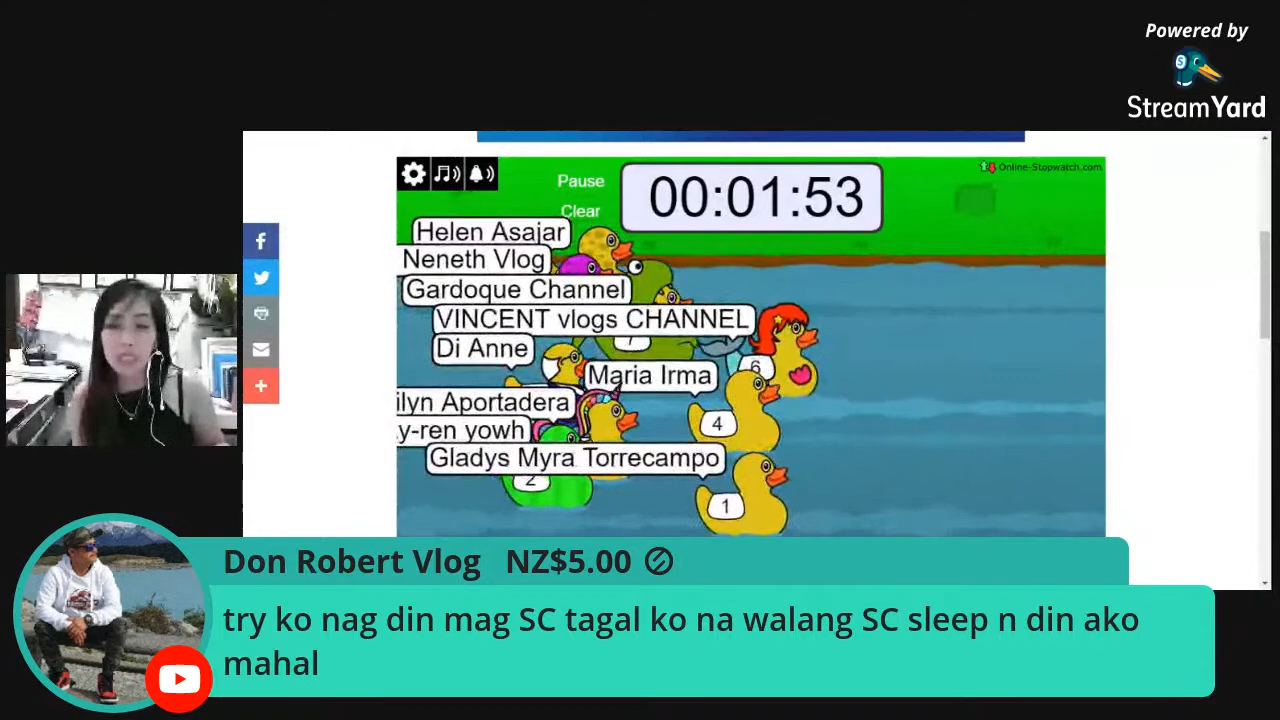 Powered by
StreamYard
Pause
00:01:53
Online-Stopwatch.com
Clear
Helen Asajar
Neneth Vlog
Gardoque Channel
VINCENT vlogs CHANNEL
7
Di Anne
6
Maria Irma
ilyn Aportadera
4
y-ren yowh
Gladys Myra Torrecampo
2
1
Don Robert Vlog NZ$5.00
try ko nag din mag SC tagal ko na walang SC sleep n din ako
mahal